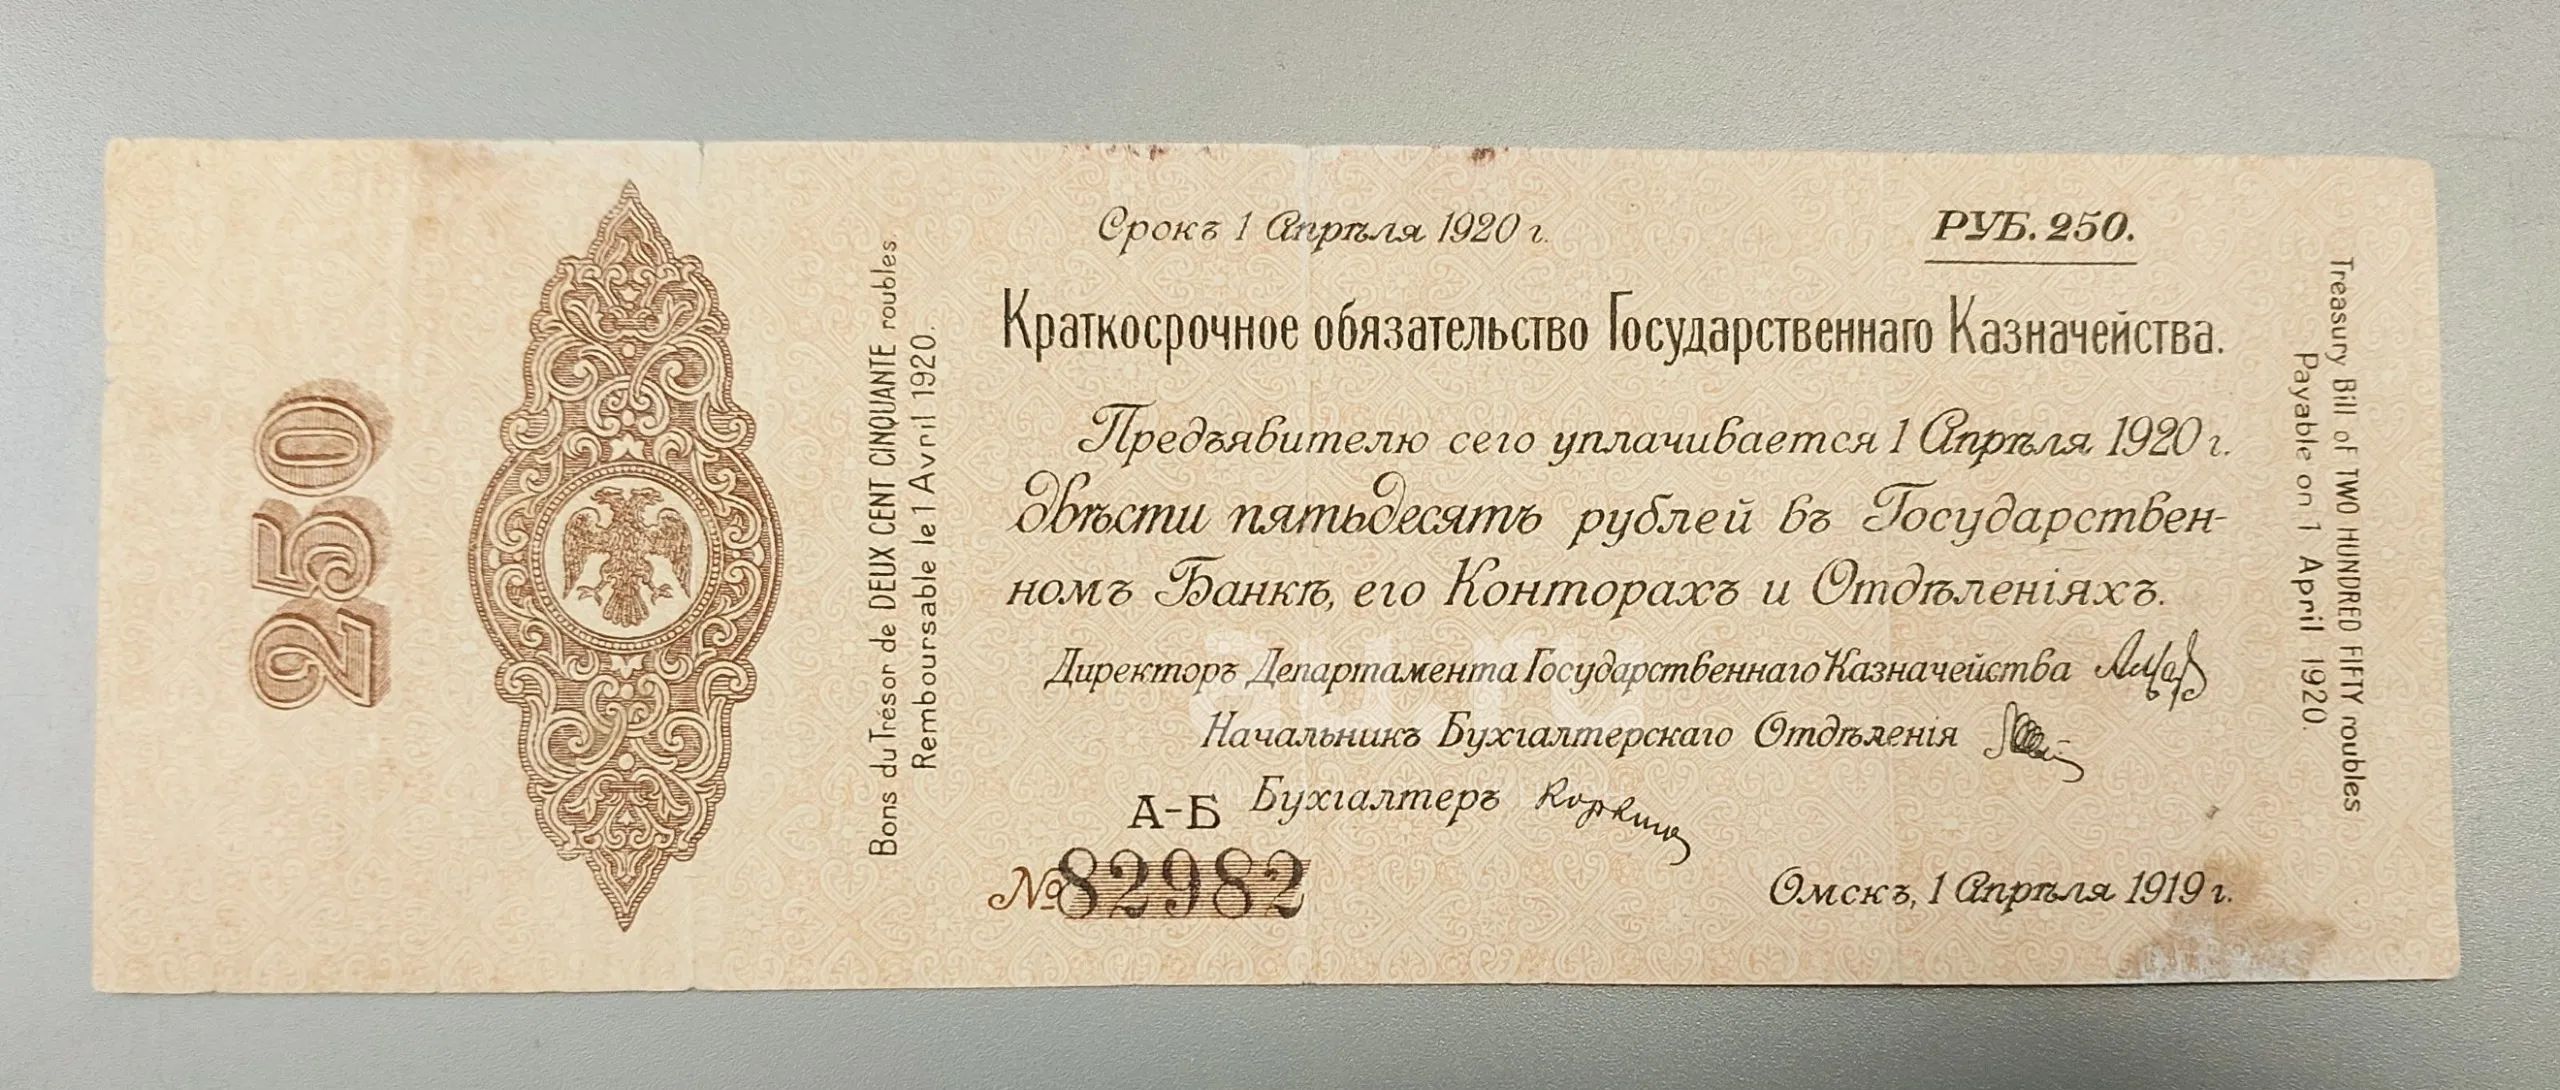 250
Bons du Trésor de DEUX CENT CINQUANTE roubles.
Remboursable le 1 Avril 1920.
Срокъ 1 Апрѣля 1920 г.
РУБ. 250.
Краткосрочное обязательство Государственнаго Казначейства.
Предъявителю сего уплачивается 1 Апрѣля 1920 г.
Двѣсти пятьдесятъ рублей въ Государствен-
номъ Банкѣ, его Конторахъ и Отдѣленіяхъ.
Директоръ Департамента Государственнаго Казначейства
Начальникъ Бухгалтерскаго Отдѣленія
А-Б Бухгалтеръ
№ 82982
Омскъ, 1 Апрѣля 1919 г.
Treasury Bill of TWO HUNDRED FIFTY roubles
Payable on 1 April 1920.